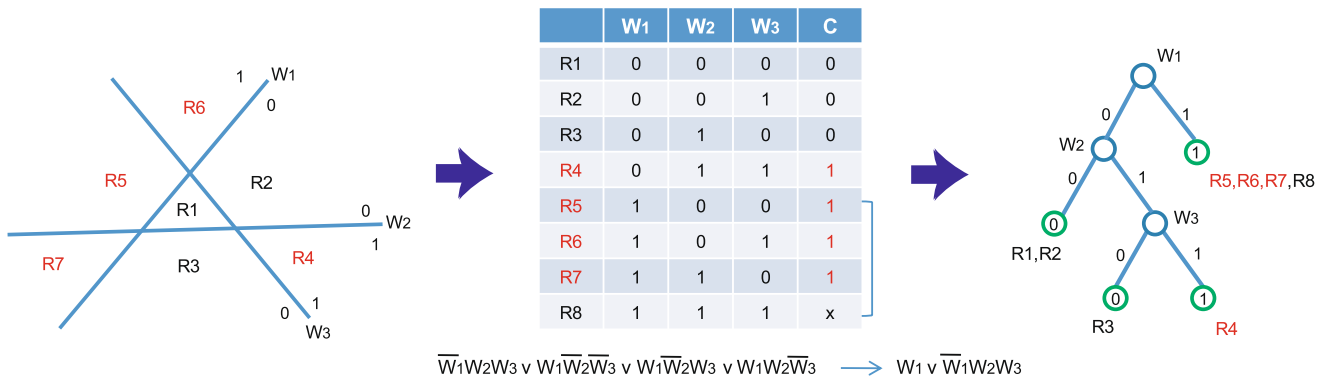 1 W1
R6 0
R5 R2
R1 0
W2
1
R7 R3 R4
1
0
W3
W1 W2 W3 C
R1 0 0 0 0
R2 0 0 1 0
R3 0 1 0 0
R4 0 1 1 1
R5 1 0 0 1
R6 1 0 1 1
R7 1 1 0 1
R8 1 1 1 x
W1
0 1
W2 1
R5,R6,R7,R8
0 1
0 W3
R1,R2
0 1
0 1
R3 R4
W̅1W2W3 v W1W̅2W̅3 v W1W̅2W3 v W1W2W̅3 → W1 v W̅1W2W3